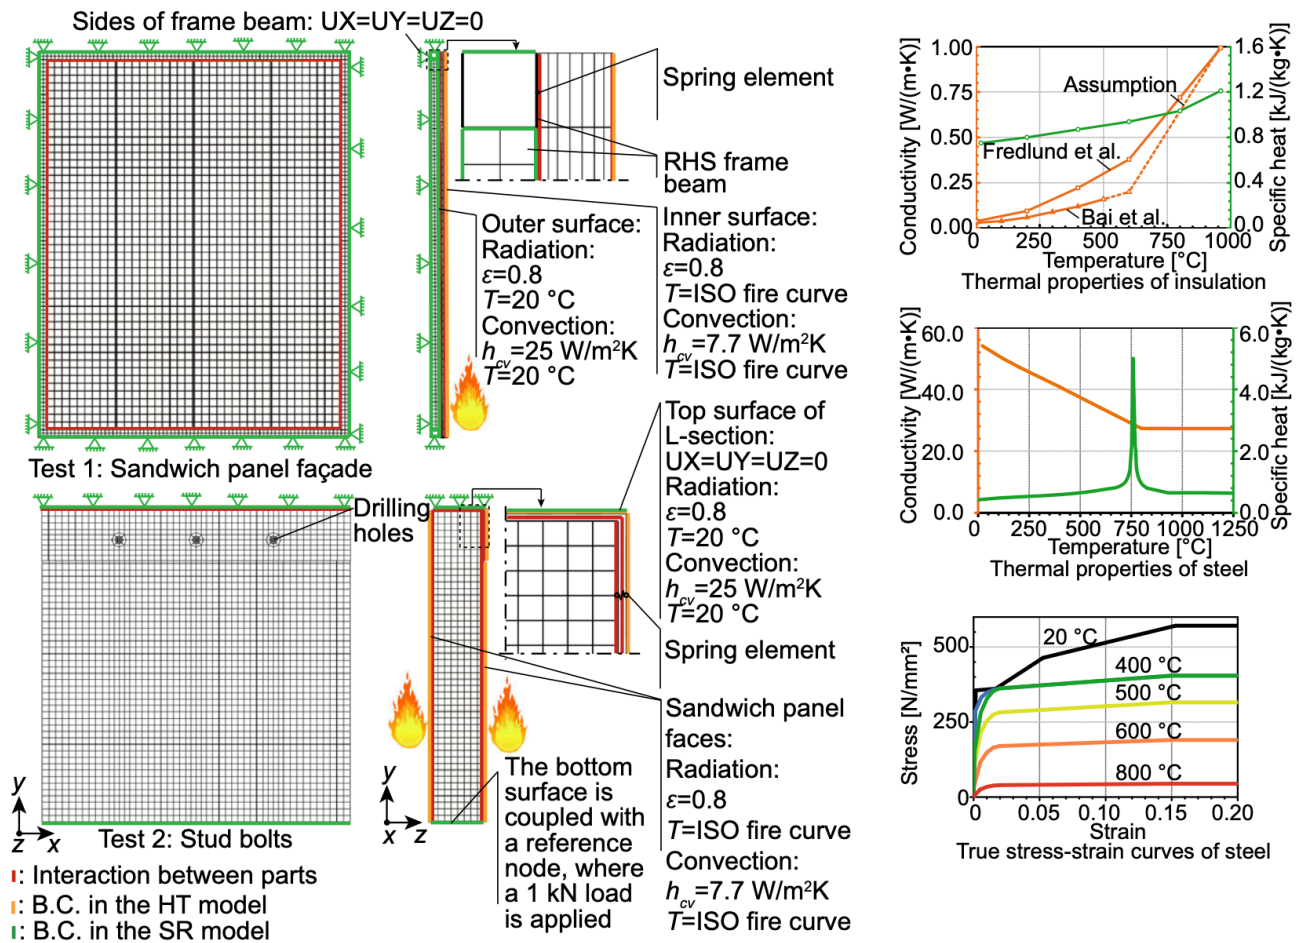 Sides of frame beam: UX=UY=UZ=0
Test 1: Sandwich panel façade
Spring element
RHS frame
beam
Outer surface:
Radiation:
ε=0.8
T=20 °C
Convection:
h_cv=25 W/m²K
T=20 °C
Inner surface:
Radiation:
ε=0.8
T=ISO fire curve
Convection:
h_cv=7.7 W/m²K
T=ISO fire curve
Drilling
holes
Top surface of
L-section:
UX=UY=UZ=0
Radiation:
ε=0.8
T=20 °C
Convection:
h_cv=25 W/m²K
T=20 °C
Spring element
Sandwich panel
faces:
Radiation:
ε=0.8
T=ISO fire curve
Convection:
h_cv=7.7 W/m²K
T=ISO fire curve
The bottom
surface is
coupled with
a reference
node, where
a 1 kN load
is applied
y
z x
Test 2: Stud bolts
y
x z
: Interaction between parts
: B.C. in the HT model
: B.C. in the SR model
Conductivity [W/(m•K)]
1.00
0.75
0.50
0.25
0.00
Assumption
Fredlund et al.
Bai et al.
1.6
1.2
0.8
0.4
0.0
Specific heat [kJ/(kg•K)]
0 250 500 750 1000
Temperature [°C]
Thermal properties of insulation
Conductivity [W/(m•K)]
60.0
40.0
20.0
0.0
6.0
4.0
2.0
0.0
Specific heat [kJ/(kg•K)]
0 250 500 750 1000 1250
Temperature [°C]
Thermal properties of steel
Stress [N/mm²]
500
250
0
20 °C
400 °C
500 °C
600 °C
800 °C
0 0.05 0.10 0.15 0.20
Strain
True stress-strain curves of steel